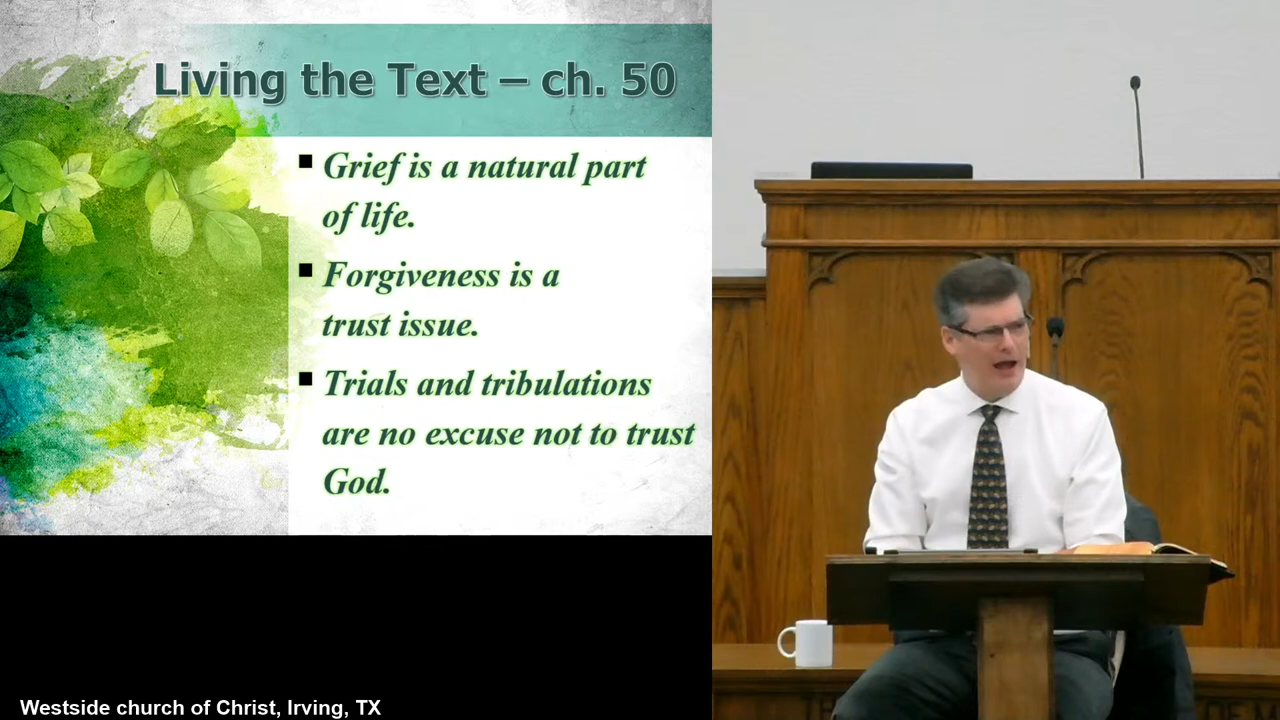 Living the Text – ch. 50
▪ Grief is a natural part
of life.
▪ Forgiveness is a
trust issue.
▪ Trials and tribulations
are no excuse not to trust
God.
Westside church of Christ, Irving, TX